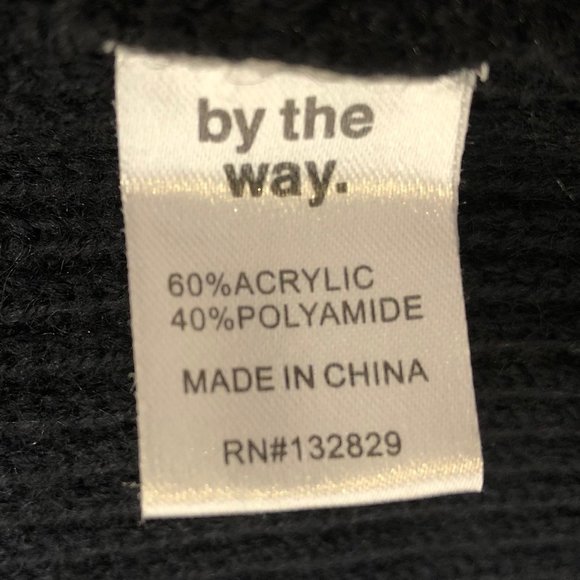 by the
way.
60%ACRYLIC
40%POLYAMIDE
MADE IN CHINA
RN#132829